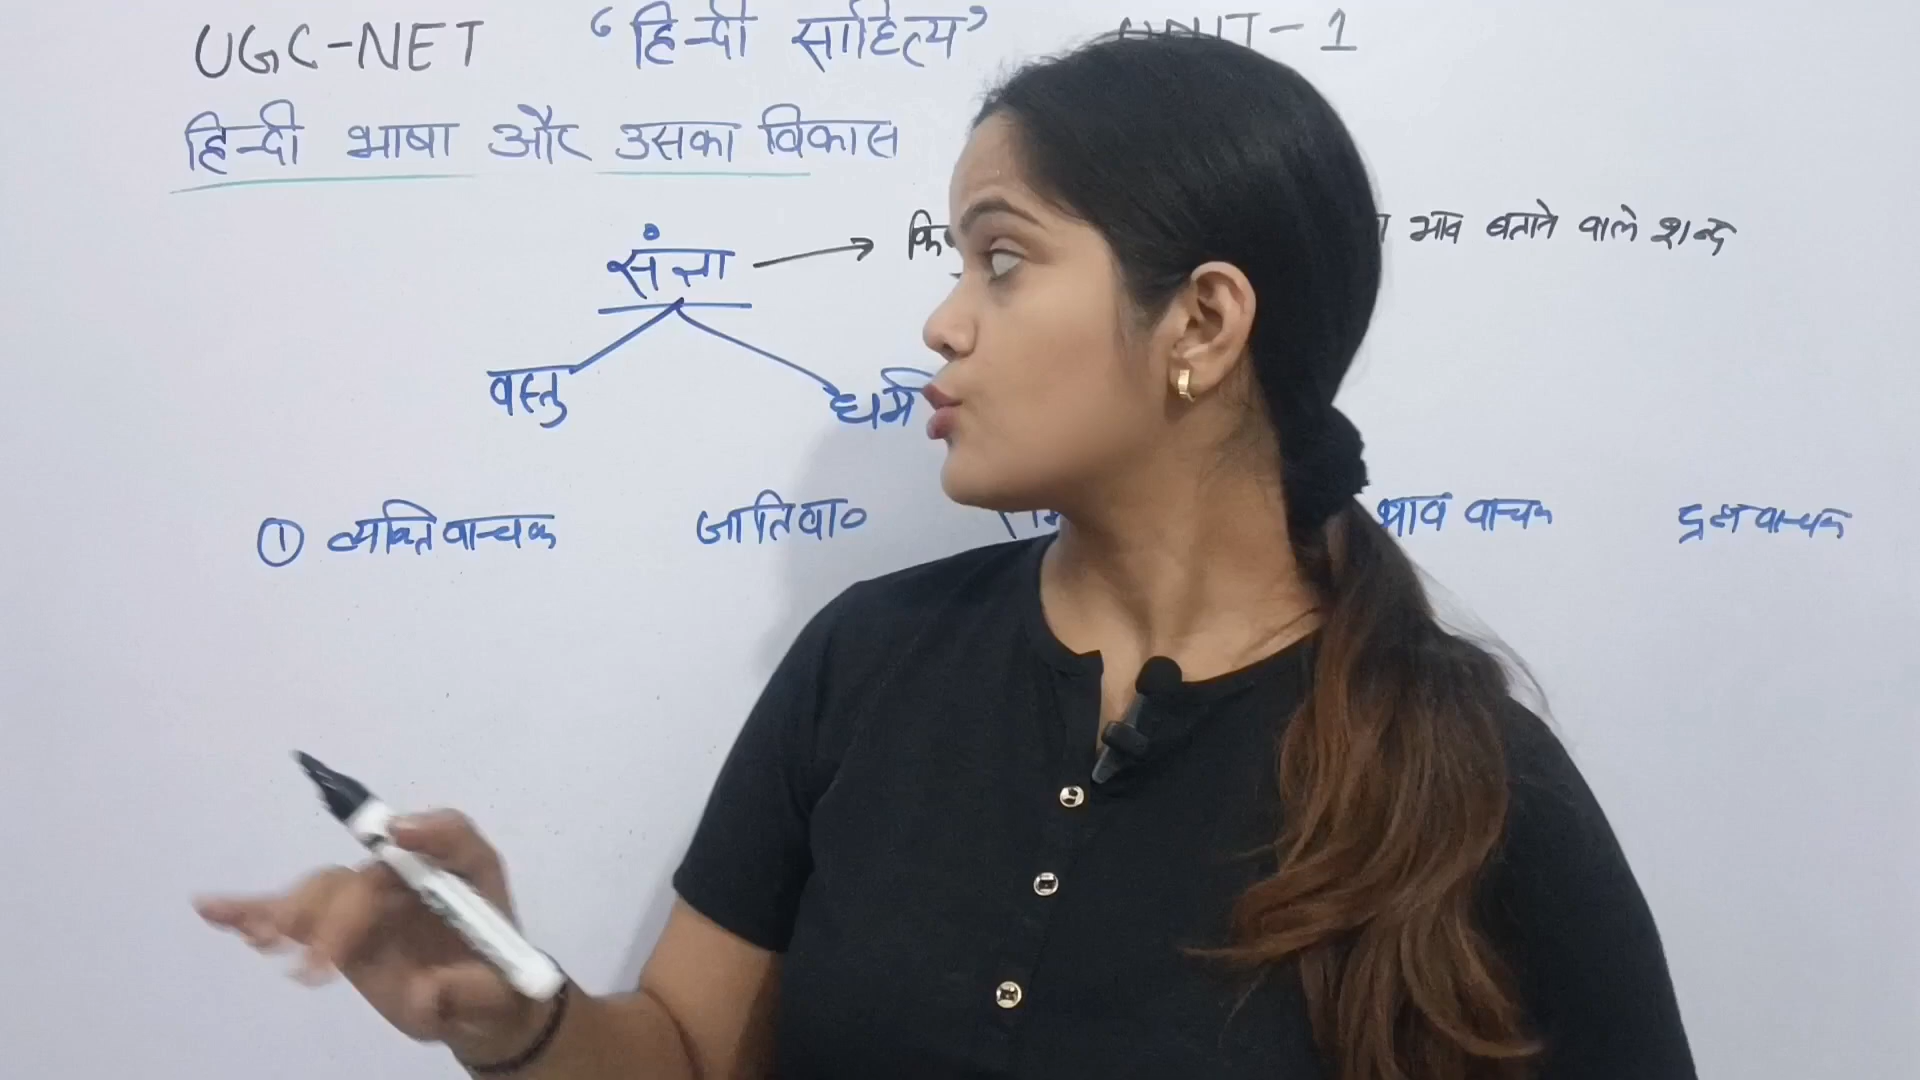 UGC-NET 'हिन्दी साहित्य' UNIT-1
हिन्दी भाषा और उसका विकास
संज्ञा → भाव बताने वाले शब्द
वस्तु धर्म
① व्यक्तिवाचक जातिवा० भाव वाचक द्रव्यवाचक